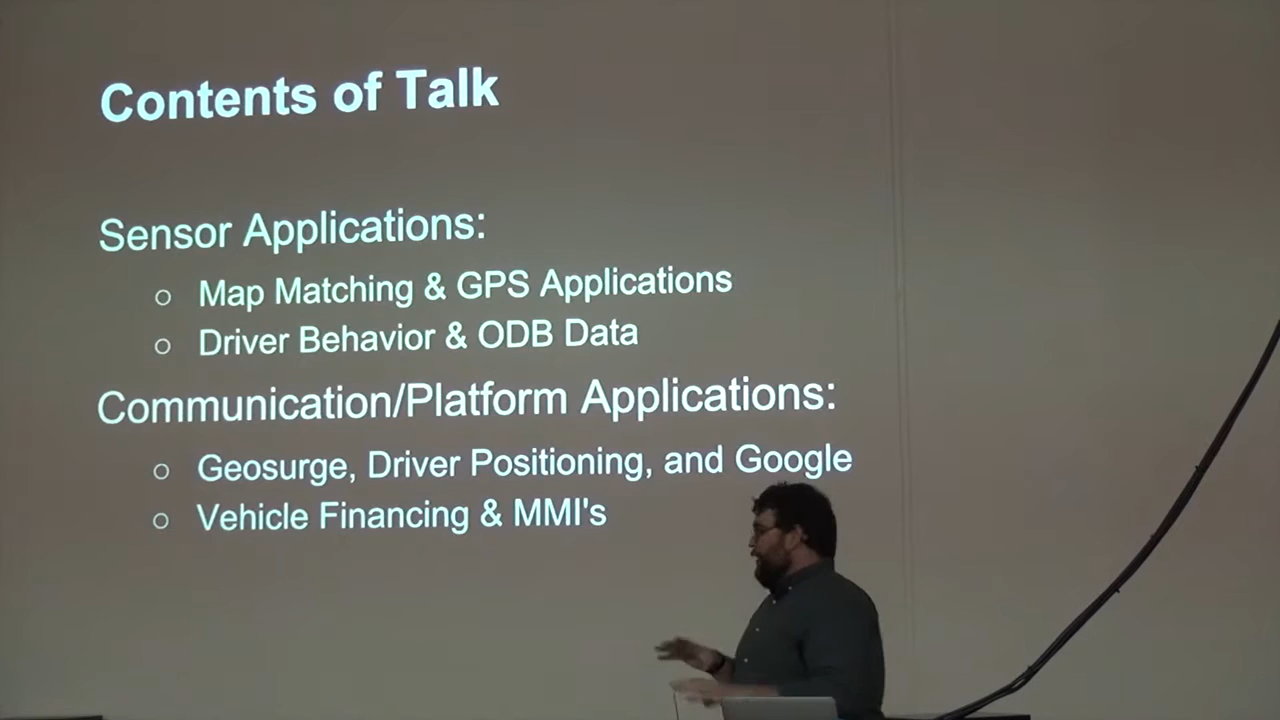 Contents of Talk
Sensor Applications:
Map Matching & GPS Applications
Driver Behavior & ODB Data
Communication/Platform Applications:
Geosurge, Driver Positioning, and Google
Vehicle Financing & MMI's